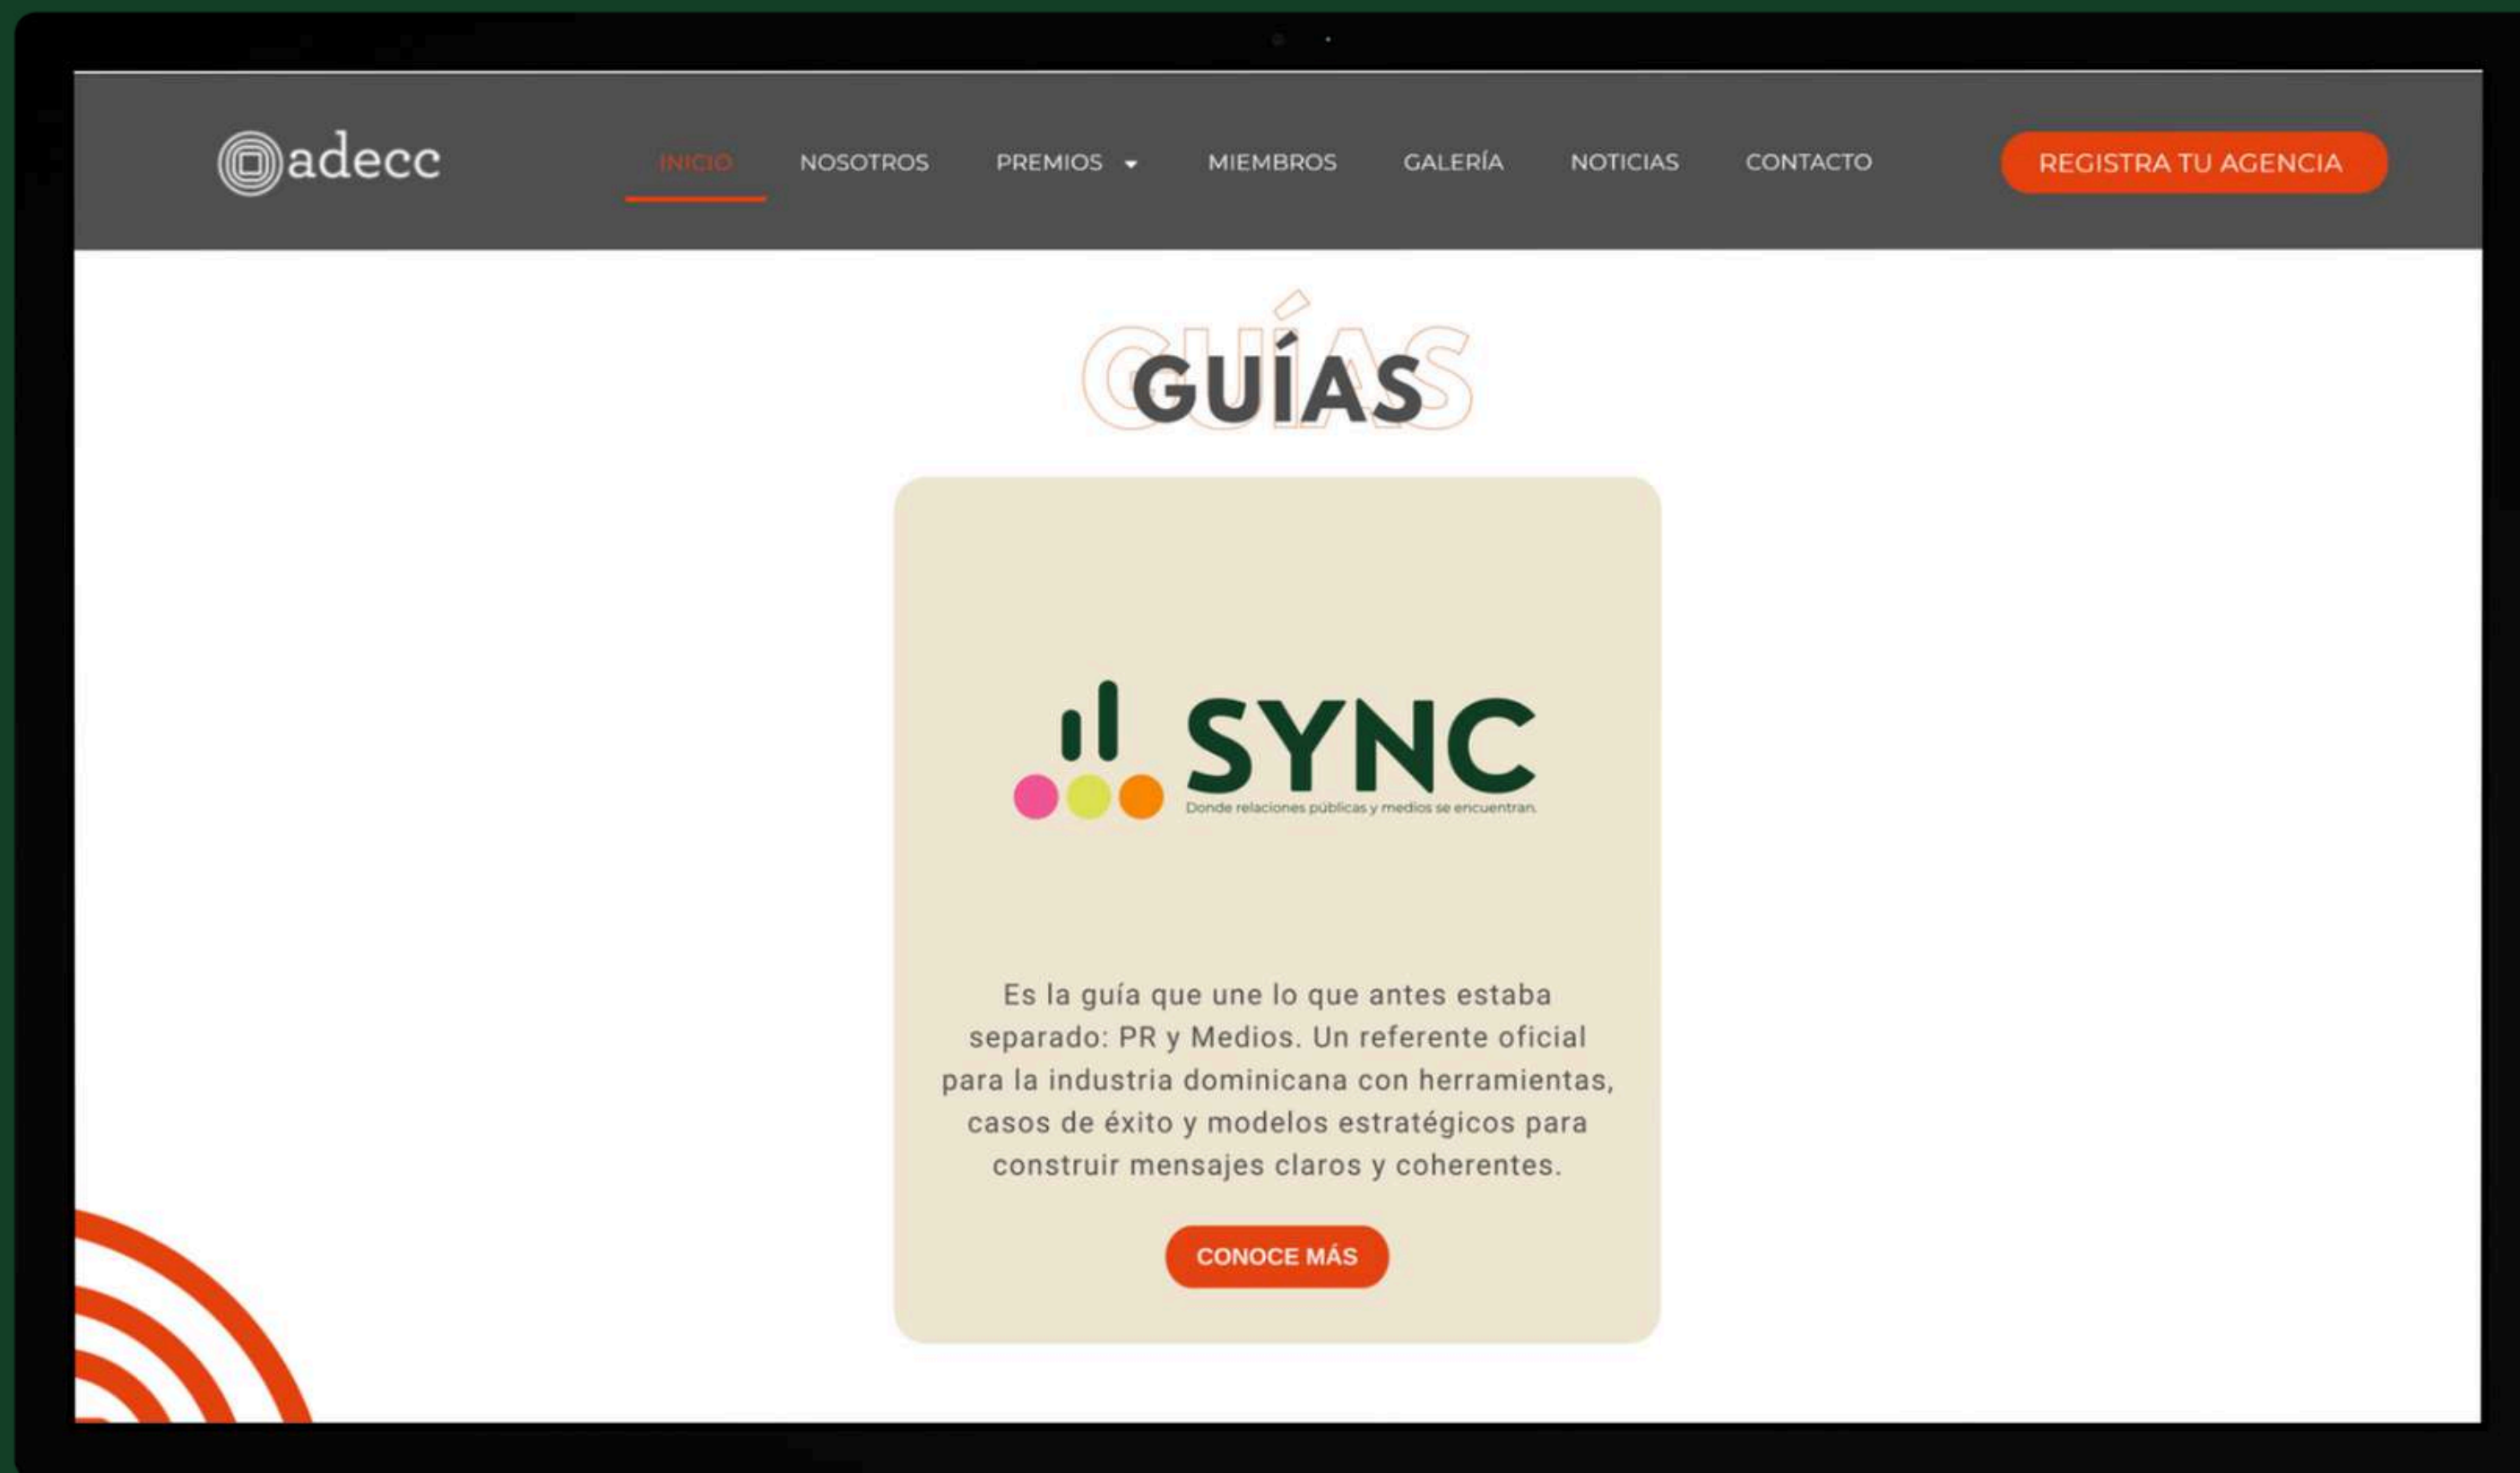 adecc
INICIO NOSOTROS PREMIOS MIEMBROS GALERÍA NOTICIAS CONTACTO REGISTRA TU AGENCIA
GUÍAS
GUÍAS
SYNC
Donde relaciones públicas y medios se encuentran.
Es la guía que une lo que antes estaba
separado: PR y Medios. Un referente oficial
para la industria dominicana con herramientas,
casos de éxito y modelos estratégicos para
construir mensajes claros y coherentes.
CONOCE MÁS